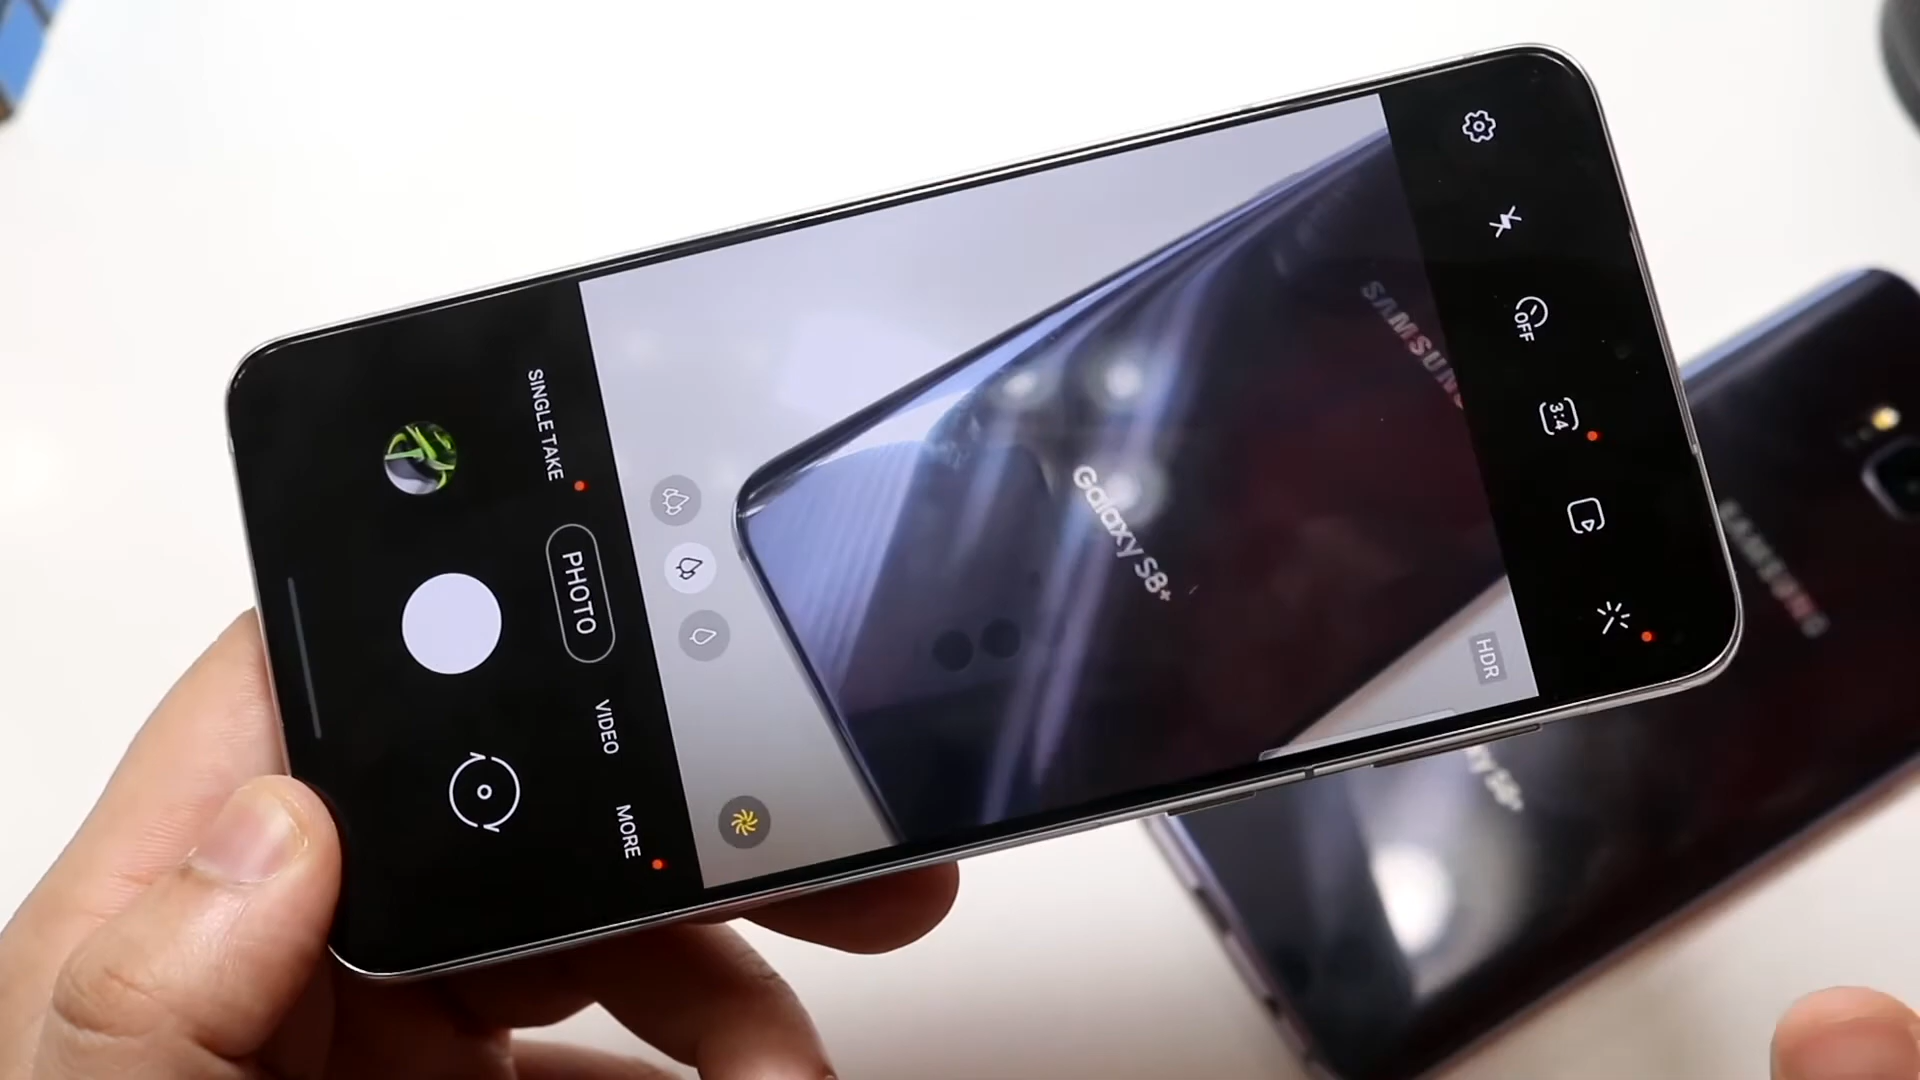 SINGLE TAKE
PHOTO
VIDEO
MORE
Galaxy S8+
SAMSUNG
HDR
OFF
3:4
SAMSUNG